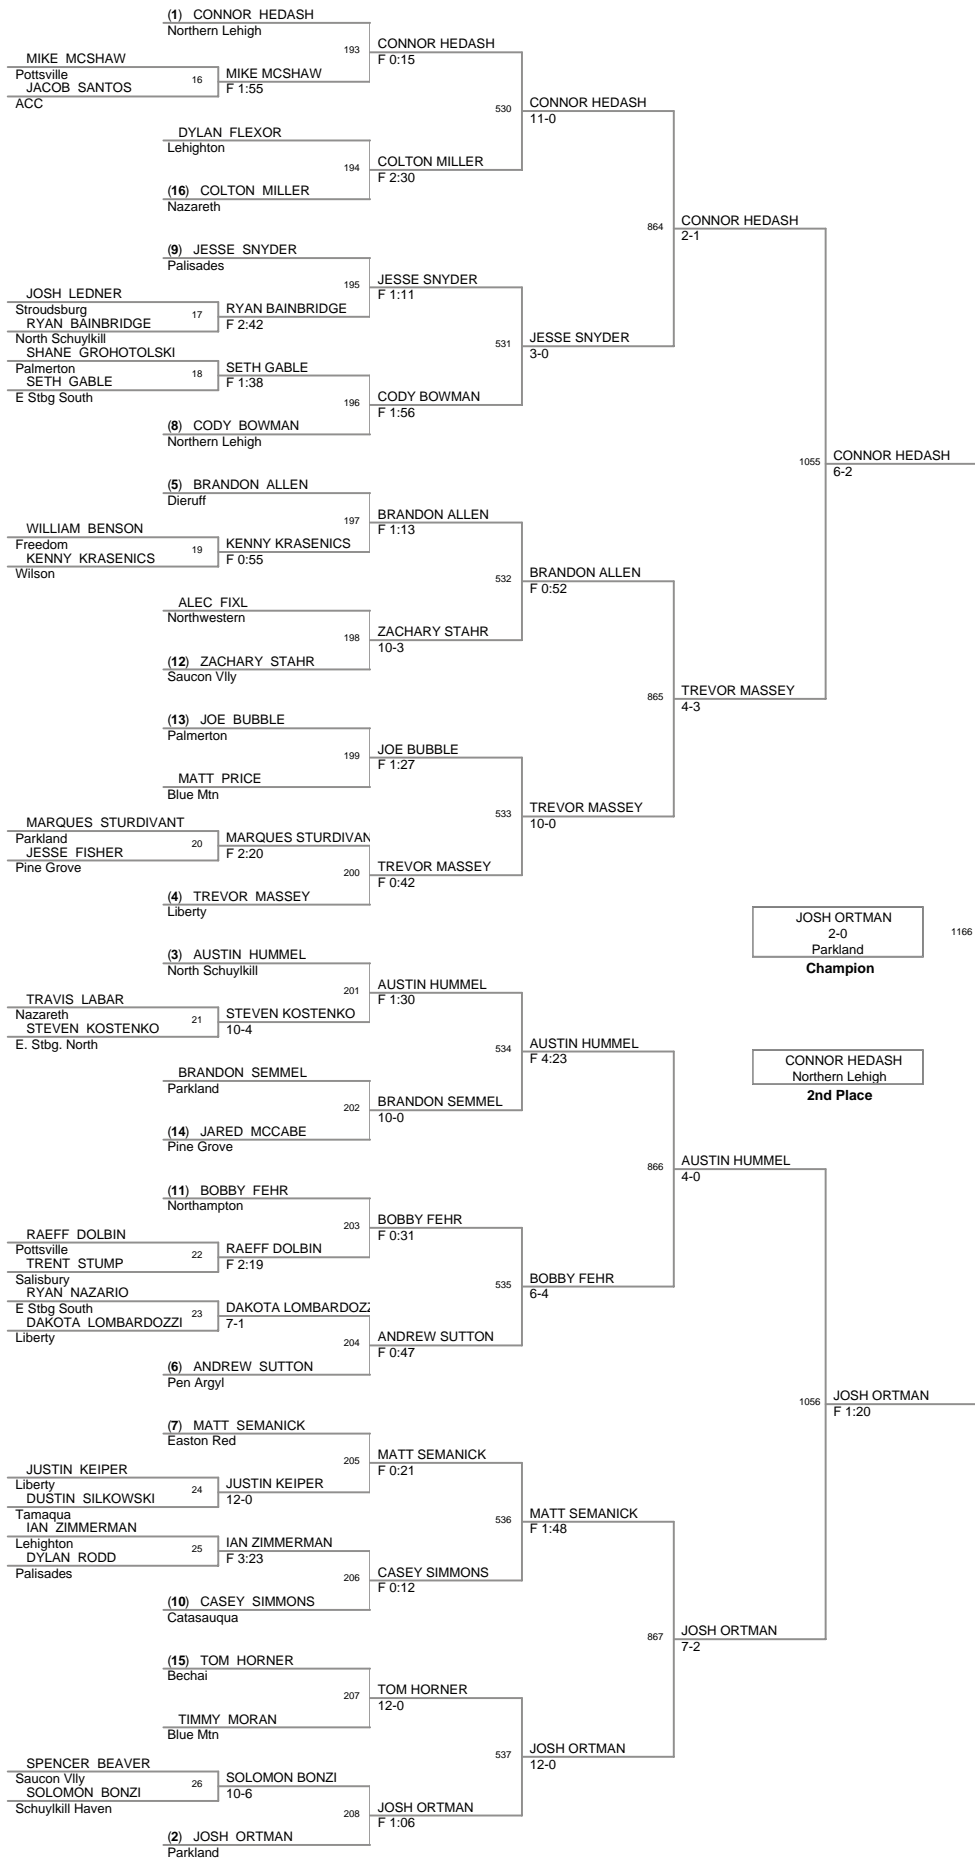 (1) CONNOR HEDASH
Northern Lehigh
193
CONNOR HEDASH
F 0:15
MIKE MCSHAW
Pottsville
16
MIKE MCSHAW
F 1:55
JACOB SANTOS
ACC
530
CONNOR HEDASH
11-0
DYLAN FLEXOR
Lehighton
194
COLTON MILLER
F 2:30
(16) COLTON MILLER
Nazareth
864
CONNOR HEDASH
2-1
(9) JESSE SNYDER
Palisades
195
JESSE SNYDER
F 1:11
JOSH LEDNER
Stroudsburg
17
RYAN BAINBRIDGE
F 2:42
RYAN BAINBRIDGE
North Schuylkill
531
JESSE SNYDER
3-0
SHANE GROHOTOLSKI
Palmerton
18
SETH GABLE
F 1:38
SETH GABLE
E Stbg South
196
CODY BOWMAN
F 1:56
(8) CODY BOWMAN
Northern Lehigh
1055
CONNOR HEDASH
6-2
(5) BRANDON ALLEN
Dieruff
197
BRANDON ALLEN
F 1:13
WILLIAM BENSON
Freedom
19
KENNY KRASENICS
F 0:55
KENNY KRASENICS
Wilson
532
BRANDON ALLEN
F 0:52
ALEC FIXL
Northwestern
198
ZACHARY STAHR
10-3
(12) ZACHARY STAHR
Saucon Vlly
865
TREVOR MASSEY
4-3
(13) JOE BUBBLE
Palmerton
199
JOE BUBBLE
F 1:27
MATT PRICE
Blue Mtn
533
TREVOR MASSEY
10-0
MARQUES STURDIVANT
Parkland
20
MARQUES STURDIVAN
F 2:20
JESSE FISHER
Pine Grove
200
TREVOR MASSEY
F 0:42
(4) TREVOR MASSEY
Liberty
JOSH ORTMAN
2-0
Parkland
Champion
1166
(3) AUSTIN HUMMEL
North Schuylkill
201
AUSTIN HUMMEL
F 1:30
TRAVIS LABAR
Nazareth
21
STEVEN KOSTENKO
10-4
STEVEN KOSTENKO
E. Stbg. North
534
AUSTIN HUMMEL
F 4:23
CONNOR HEDASH
Northern Lehigh
2nd Place
BRANDON SEMMEL
Parkland
202
BRANDON SEMMEL
10-0
(14) JARED MCCABE
Pine Grove
866
AUSTIN HUMMEL
4-0
(11) BOBBY FEHR
Northampton
203
BOBBY FEHR
F 0:31
RAEFF DOLBIN
Pottsville
22
RAEFF DOLBIN
F 2:19
TRENT STUMP
Salisbury
535
BOBBY FEHR
6-4
RYAN NAZARIO
E Stbg South
23
DAKOTA LOMBARDOZZ
7-1
DAKOTA LOMBARDOZZI
Liberty
204
ANDREW SUTTON
F 0:47
(6) ANDREW SUTTON
Pen Argyl
1056
JOSH ORTMAN
F 1:20
(7) MATT SEMANICK
Easton Red
205
MATT SEMANICK
F 0:21
JUSTIN KEIPER
Liberty
24
JUSTIN KEIPER
12-0
DUSTIN SILKOWSKI
Tamaqua
536
MATT SEMANICK
F 1:48
IAN ZIMMERMAN
Lehighton
25
IAN ZIMMERMAN
F 3:23
DYLAN RODD
Palisades
206
CASEY SIMMONS
F 0:12
(10) CASEY SIMMONS
Catasauqua
867
JOSH ORTMAN
7-2
(15) TOM HORNER
Bechai
207
TOM HORNER
12-0
TIMMY MORAN
Blue Mtn
537
JOSH ORTMAN
12-0
SPENCER BEAVER
Saucon Vlly
26
SOLOMON BONZI
10-6
SOLOMON BONZI
Schuylkill Haven
208
JOSH ORTMAN
F 1:06
(2) JOSH ORTMAN
Parkland